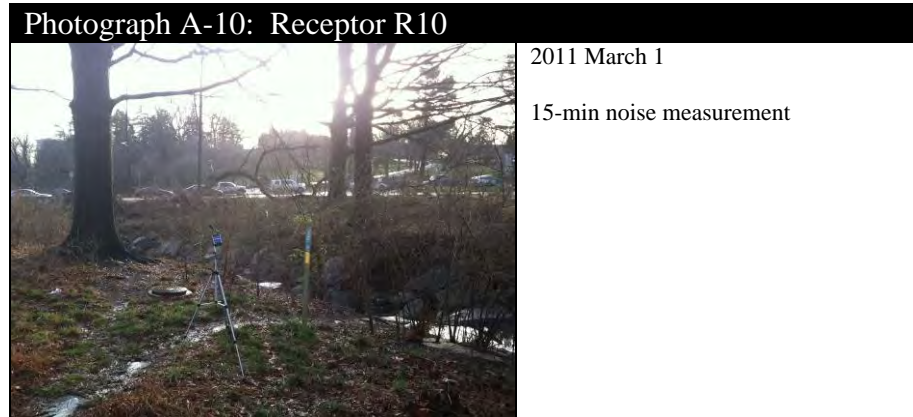 Photograph A-10:  Receptor R10
2011 March 1
15-min noise measurement